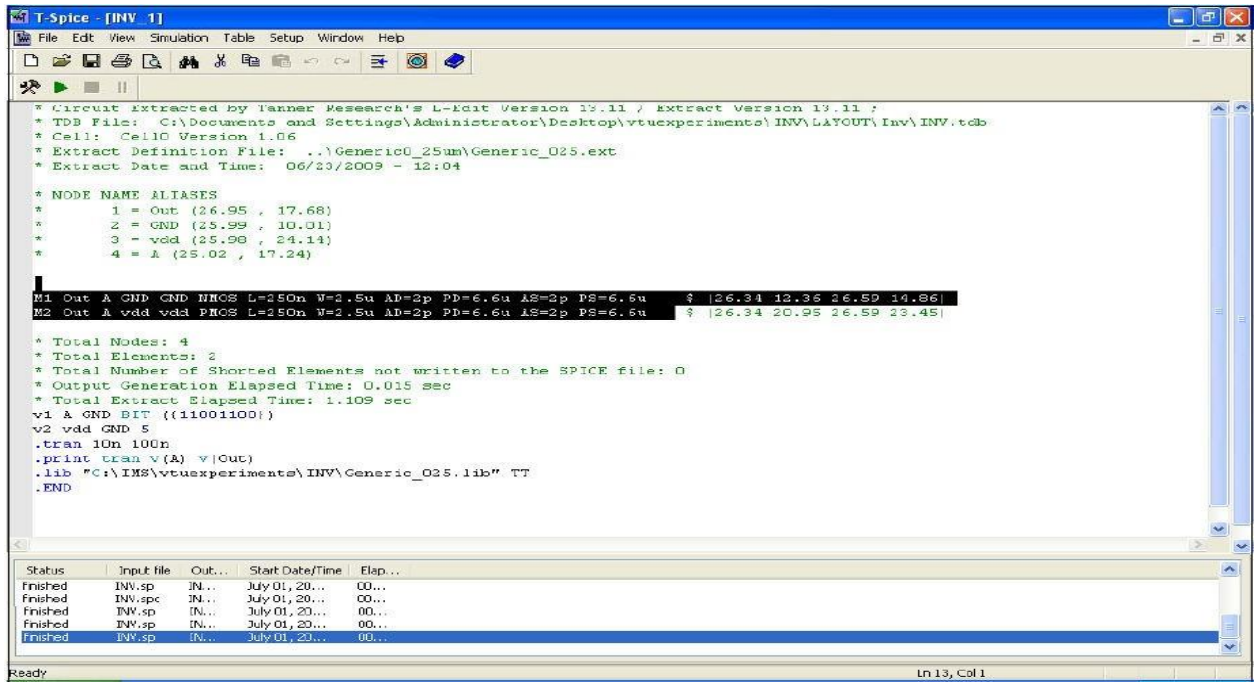 T-Spice - [INV_1]
File Edit View Simulation Table Setup Window Help
* Circuit Extracted by Tanner Research's L-Edit Version 13.11 / Extract Version 13.11 ;
* TDB File: C:\Documents and Settings\Administrator\Desktop\vtuexperiments\INV\LAYOUT\Inv\INV.tdb
* Cell: Cell0 Version 1.06
* Extract Definition File: ..\Generic0_25um\Generic_025.ext
* Extract Date and Time: 06/23/2009 - 12:04
* NODE NAME ALIASES
* 1 = Out (26.95 , 17.68)
* 2 = GND (25.99 , 10.01)
* 3 = vdd (25.98 , 24.14)
* 4 = A (25.02 , 17.24)
M1 Out A GND GND NMOS L=250n W=2.5u AD=2p PD=6.6u AS=2p PS=6.6u $ (26.34 12.36 26.59 14.86)
M2 Out A vdd vdd PMOS L=250n W=2.5u AD=2p PD=6.6u AS=2p PS=6.6u $ (26.34 20.95 26.59 23.45)
* Total Nodes: 4
* Total Elements: 2
* Total Number of Shorted Elements not written to the SPICE file: 0
* Output Generation Elapsed Time: 0.015 sec
* Total Extract Elapsed Time: 1.109 sec
v1 A GND BIT ({11001100})
v2 vdd GND 5
.tran 10n 100n
.print tran v(A) v(Out)
.lib "C:\IMS\vtuexperiments\INV\Generic_025.lib" TT
.END
Status Input file Out... Start Date/Time Elap...
Finished INV.sp IN... July 01, 20... 00...
Finished INV.spc IN... July 01, 20... 00...
Finished INV.sp IN... July 01, 20... 00...
Finished INV.sp IN... July 01, 20... 00...
Finished INV.sp IN... July 01, 20... 00...
Ready Ln 13, Col 1